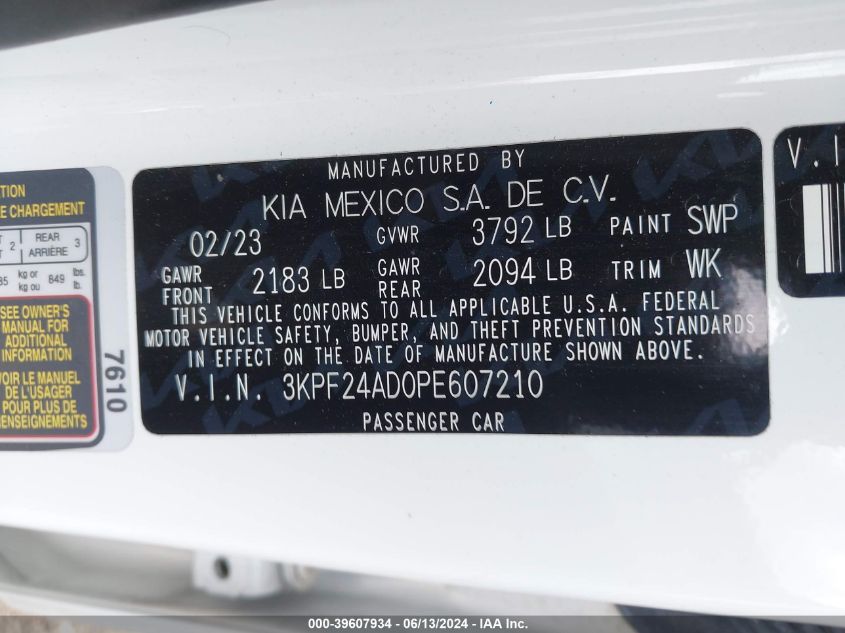 TION
E CHARGEMENT
2 REAR 3
ARRIÈRE
85 kg or 849 lbs.
kg ou lb.
SEE OWNER'S
MANUAL FOR
ADDITIONAL
INFORMATION
VOIR LE MANUEL
DE L'USAGER
POUR PLUS DE
RENSEIGNEMENTS
7610
MANUFACTURED BY
KIA MEXICO S.A. DE C.V.
02/23 GVWR 3792 LB PAINT SWP
GAWR FRONT 2183 LB GAWR REAR 2094 LB TRIM WK
THIS VEHICLE CONFORMS TO ALL APPLICABLE U.S.A. FEDERAL
MOTOR VEHICLE SAFETY, BUMPER, AND THEFT PREVENTION STANDARDS
IN EFFECT ON THE DATE OF MANUFACTURE SHOWN ABOVE.
V.I.N. 3KPF24AD0PE607210
PASSENGER CAR
V.I
000-39607934 - 06/13/2024 - IAA Inc.